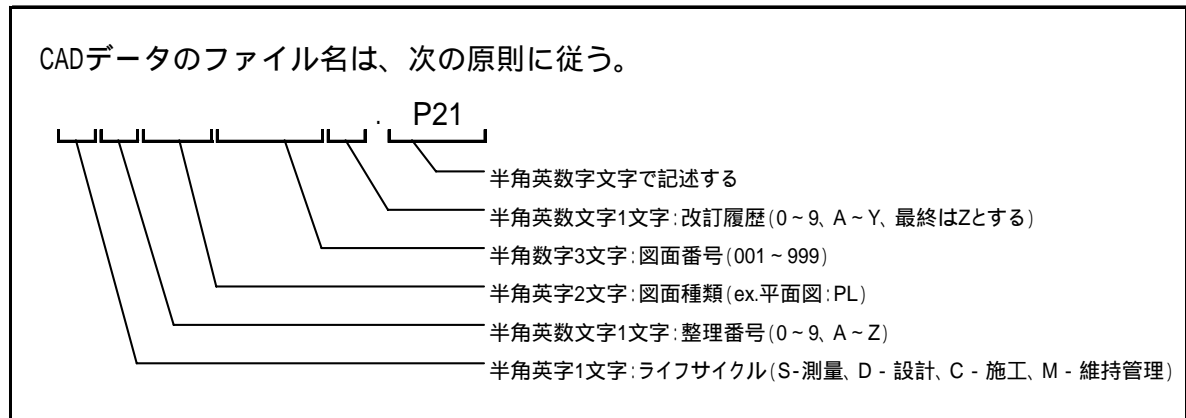 CADデータのファイル名は、次の原則に従う。
. P21
半角英数字文字で記述する
半角英数文字1文字:改訂履歴(0~9、A~Y、最終はZとする)
半角数字3文字:図面番号(001~999)
半角英字2文字:図面種類(ex.平面図:PL)
半角英数文字1文字:整理番号(0~9、A~Z)
半角英字1文字:ライフサイクル(S-測量、D - 設計、C - 施工、M - 維持管理)